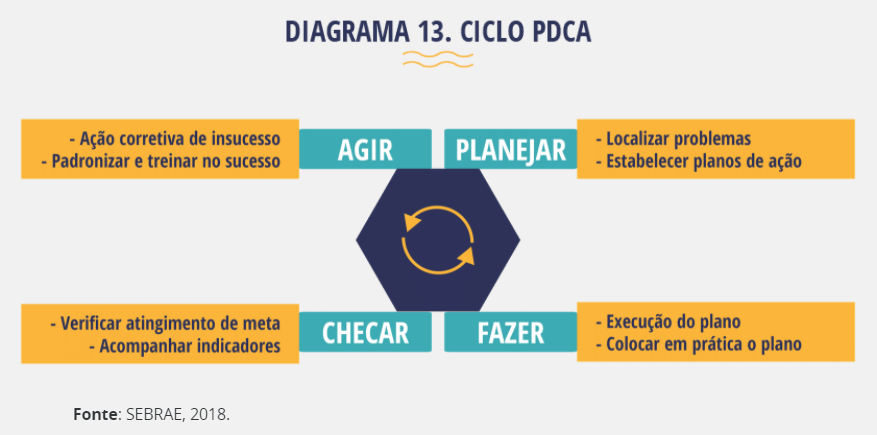 DIAGRAMA 13. CICLO PDCA
- Ação corretiva de insucesso
- Padronizar e treinar no sucesso
AGIR
PLANEJAR
- Localizar problemas
- Estabelecer planos de ação
- Verificar atingimento de meta
- Acompanhar indicadores
CHECAR
FAZER
- Execução do plano
- Colocar em prática o plano
Fonte: SEBRAE, 2018.